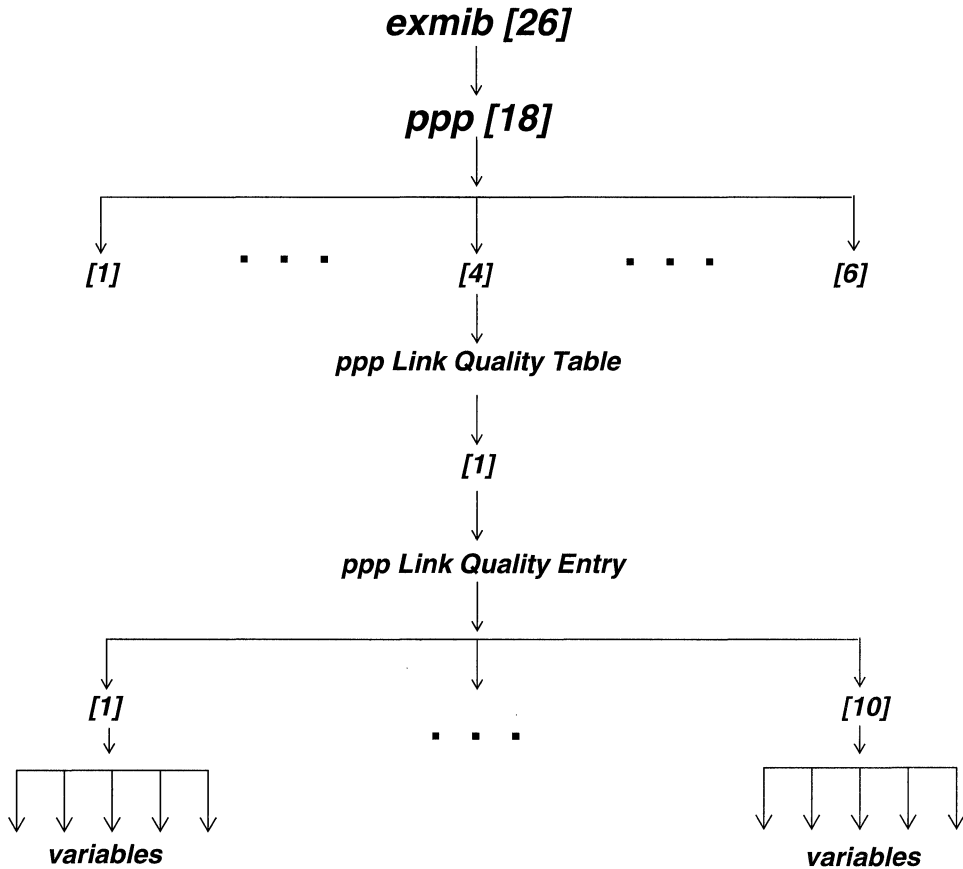 exmib [26]
ppp [18]
[1] . . . [4] . . . [6]
ppp Link Quality Table
[1]
ppp Link Quality Entry
[1] . . . [10]
variables variables